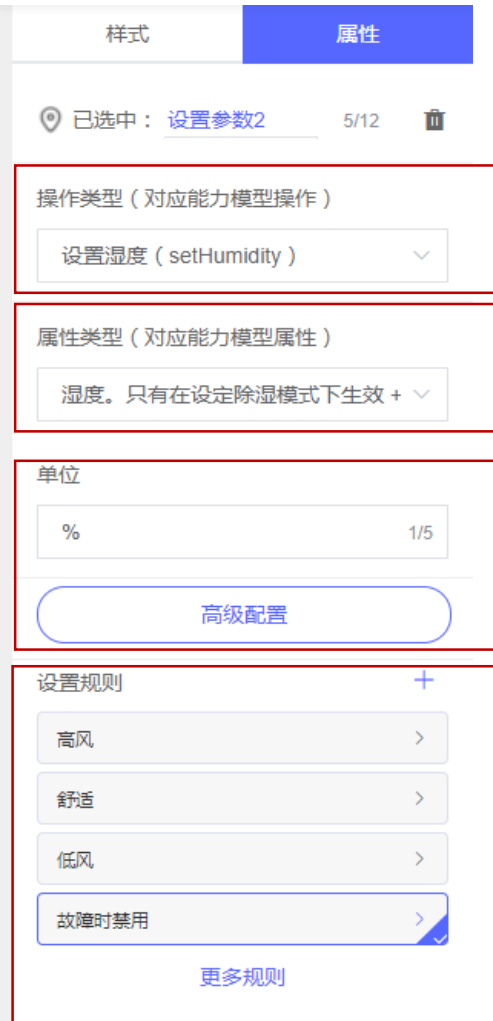 样式 属性
已选中： 设置参数2 5/12
操作类型（对应能力模型操作）
设置湿度（setHumidity）
属性类型（对应能力模型属性）
湿度。只有在设定除湿模式下生效 +
单位
% 1/5
高级配置
设置规则 +
高风
舒适
低风
故障时禁用
更多规则